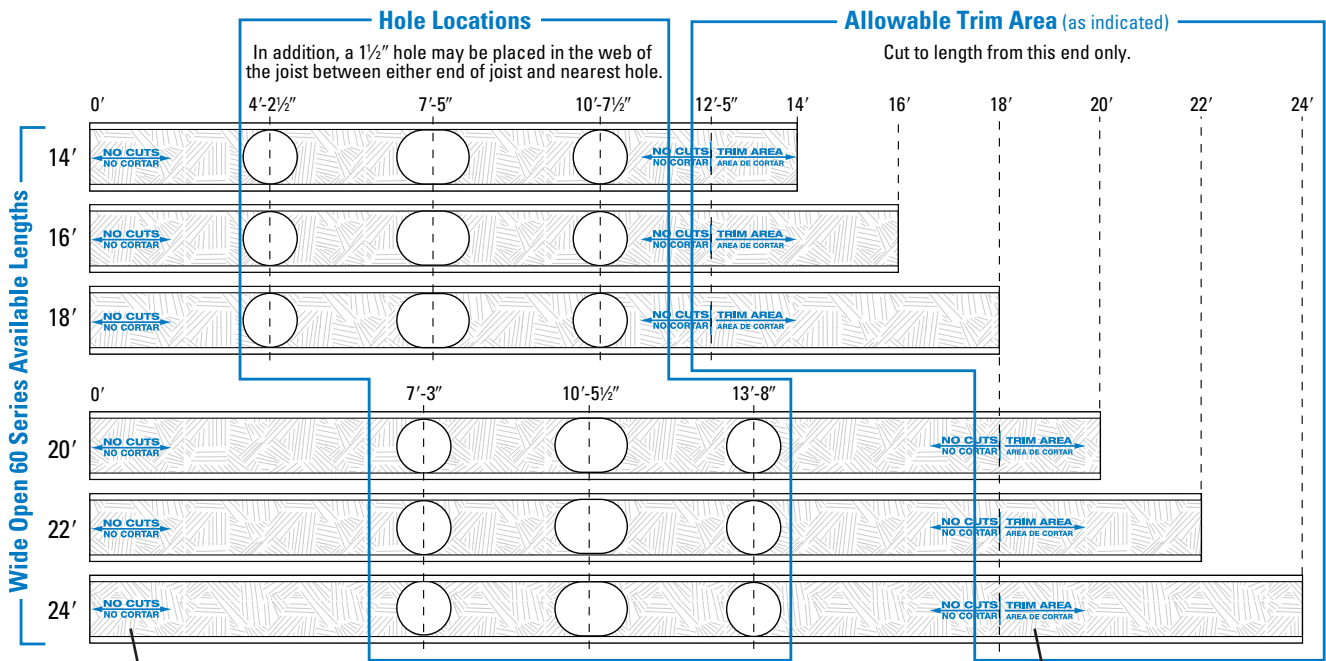 Hole Locations
In addition, a 1½″ hole may be placed in the web of
the joist between either end of joist and nearest hole.
Allowable Trim Area (as indicated)
Cut to length from this end only.
Wide Open 60 Series Available Lengths
0′ 4′-2½″ 7′-5″ 10′-7½″ 12′-5″ 14′ 16′ 18′ 20′ 22′ 24′
14′
NO CUTS
NO CORTAR
NO CUTS
NO CORTAR
TRIM AREA
AREA DE CORTAR
16′
NO CUTS
NO CORTAR
NO CUTS
NO CORTAR
TRIM AREA
AREA DE CORTAR
18′
NO CUTS
NO CORTAR
NO CUTS
NO CORTAR
TRIM AREA
AREA DE CORTAR
0′ 7′-3″ 10′-5½″ 13′-8″
20′
NO CUTS
NO CORTAR
NO CUTS
NO CORTAR
TRIM AREA
AREA DE CORTAR
22′
NO CUTS
NO CORTAR
NO CUTS
NO CORTAR
TRIM AREA
AREA DE CORTAR
24′
NO CUTS
NO CORTAR
NO CUTS
NO CORTAR
TRIM AREA
AREA DE CORTAR